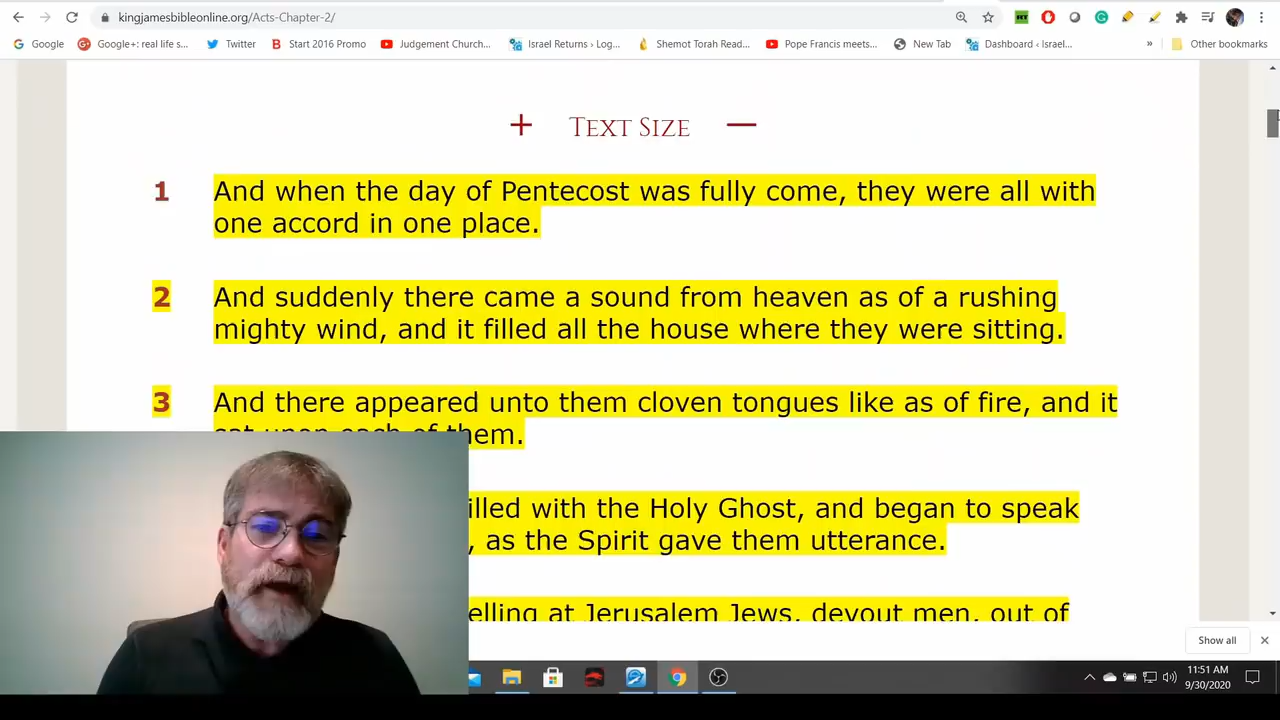 kingjamesbibleonline.org/Acts-Chapter-2/
Google
Google+: real life s...
Twitter
Start 2016 Promo
Judgement Church...
Israel Returns › Log...
Shemot Torah Read...
Pope Francis meets...
New Tab
Dashboard ‹ Israel...
»
Other bookmarks
+ TEXT SIZE —
1 And when the day of Pentecost was fully come, they were all with
one accord in one place.
2 And suddenly there came a sound from heaven as of a rushing
mighty wind, and it filled all the house where they were sitting.
3 And there appeared unto them cloven tongues like as of fire, and it
sat upon each of them.
illed with the Holy Ghost, and began to speak
, as the Spirit gave them utterance.
elling at Jerusalem Jews, devout men, out of
Show all
11:51 AM
9/30/2020